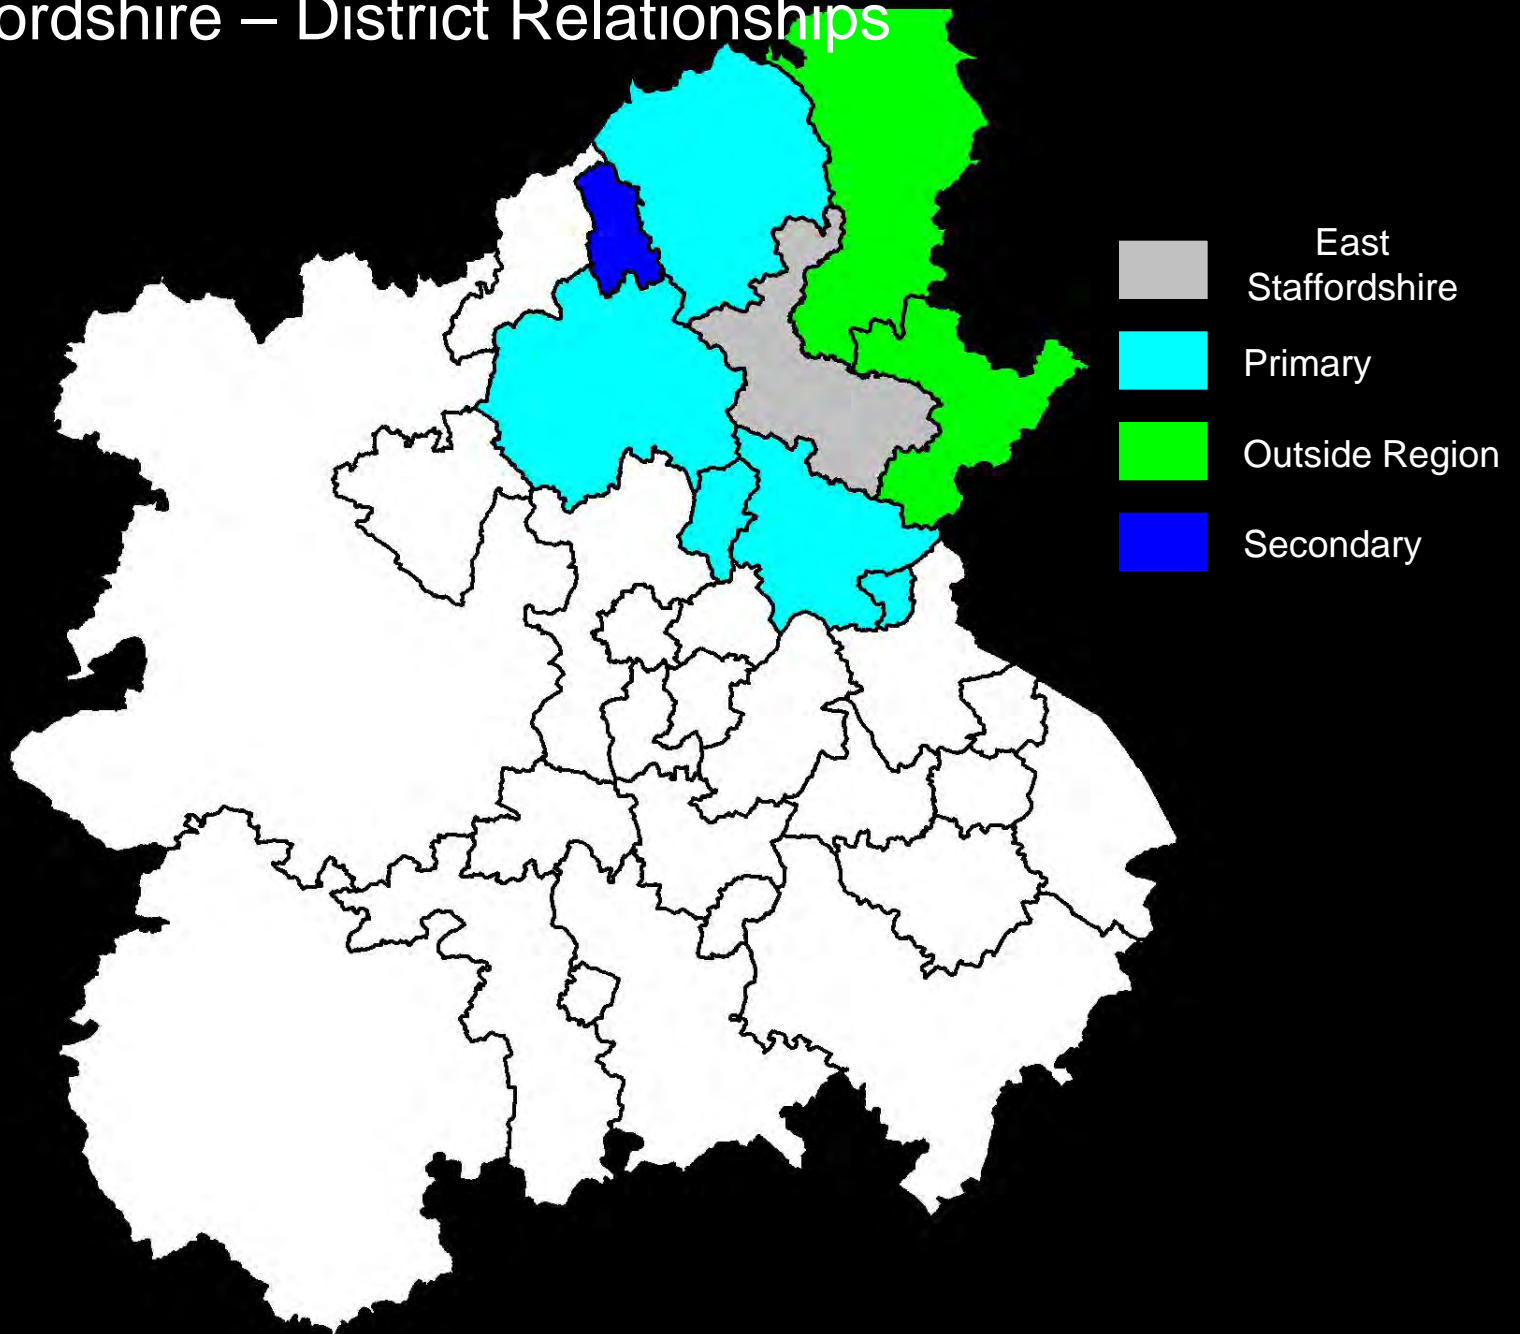 ordshire – District Relationships
East
Staffordshire
Primary
Outside Region
Secondary